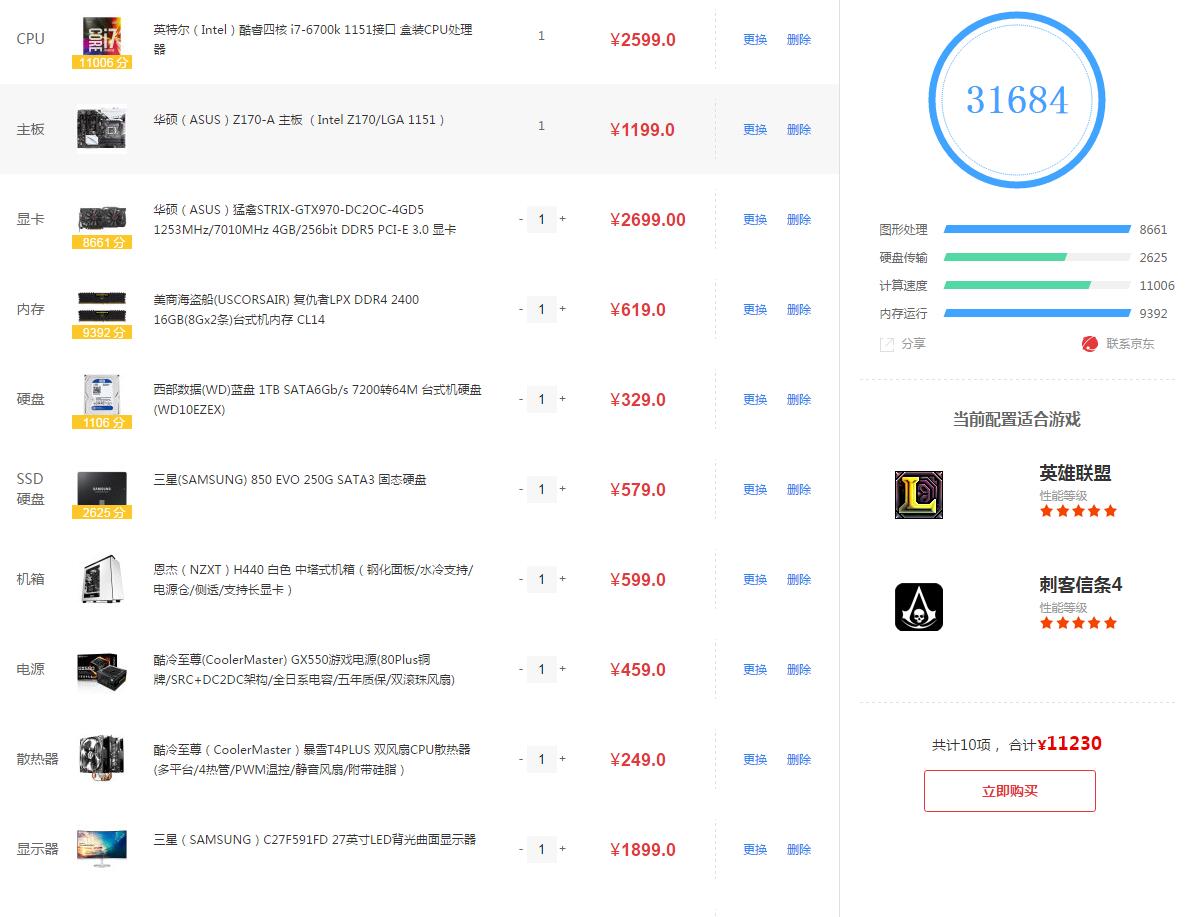 CPU
11006 分
英特尔（Intel）酷睿四核 i7-6700k 1151接口 盒装CPU处理
器
1
¥2599.0
更换 删除
主板
华硕（ASUS）Z170-A 主板 （Intel Z170/LGA 1151）
1
¥1199.0
更换 删除
显卡
8661 分
华硕（ASUS）猛禽STRIX-GTX970-DC2OC-4GD5
1253MHz/7010MHz 4GB/256bit DDR5 PCI-E 3.0 显卡
- 1 +
¥2699.00
更换 删除
内存
9392 分
美商海盗船(USCORSAIR) 复仇者LPX DDR4 2400
16GB(8Gx2条)台式机内存 CL14
- 1 +
¥619.0
更换 删除
硬盘
1106 分
西部数据(WD)蓝盘 1TB SATA6Gb/s 7200转64M 台式机硬盘
(WD10EZEX)
- 1 +
¥329.0
更换 删除
SSD
硬盘
SAMSUNG
2625 分
三星(SAMSUNG) 850 EVO 250G SATA3 固态硬盘
- 1 +
¥579.0
更换 删除
机箱
恩杰（NZXT）H440 白色 中塔式机箱（钢化面板/水冷支持/
电源仓/侧透/支持长显卡）
- 1 +
¥599.0
更换 删除
电源
酷冷至尊(CoolerMaster) GX550游戏电源(80Plus铜
牌/SRC+DC2DC架构/全日系电容/五年质保/双滚珠风扇)
- 1 +
¥459.0
更换 删除
散热器
酷冷至尊（CoolerMaster）暴雪T4PLUS 双风扇CPU散热器
(多平台/4热管/PWM温控/静音风扇/附带硅脂）
- 1 +
¥249.0
更换 删除
显示器
三星（SAMSUNG）C27F591FD 27英寸LED背光曲面显示器
- 1 +
¥1899.0
更换 删除
31684
图形处理 8661
硬盘传输 2625
计算速度 11006
内存运行 9392
分享 联系京东
当前配置适合游戏
英雄联盟
性能等级
刺客信条4
性能等级
共计10项， 合计¥11230
立即购买